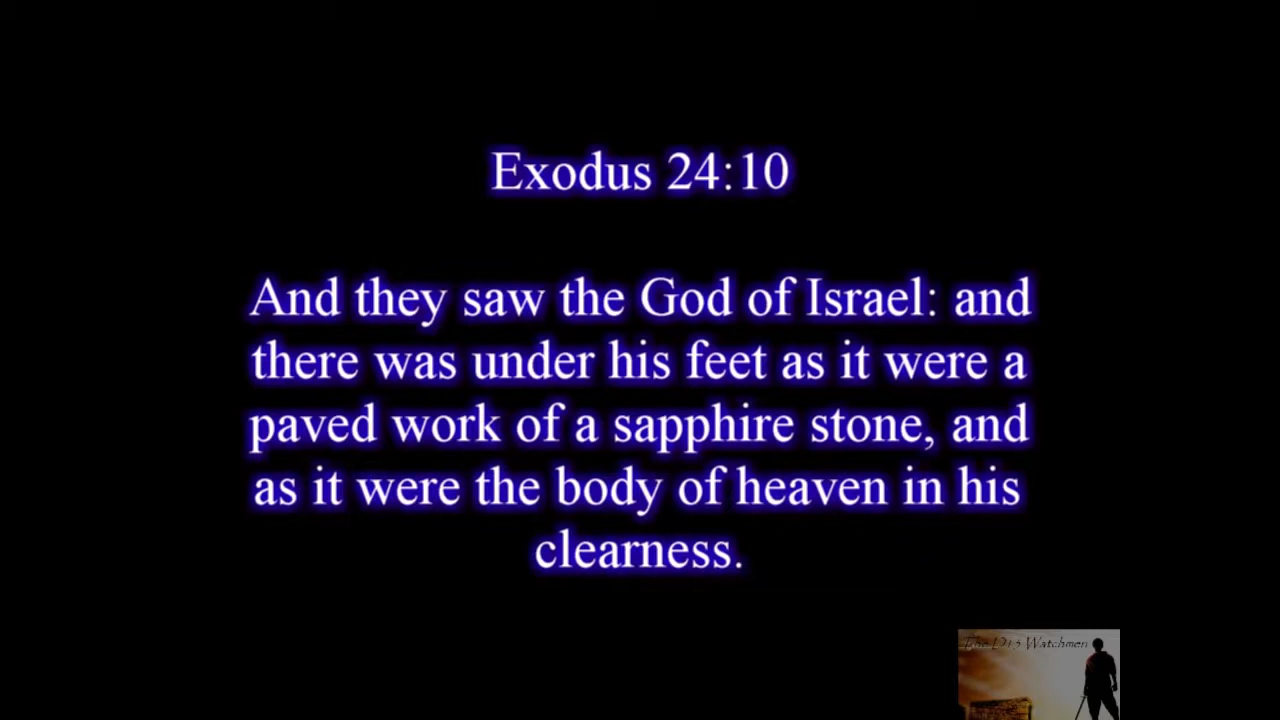 Exodus 24:10
And they saw the God of Israel: and
there was under his feet as it were a
paved work of a sapphire stone, and
as it were the body of heaven in his
clearness.
Watchmen